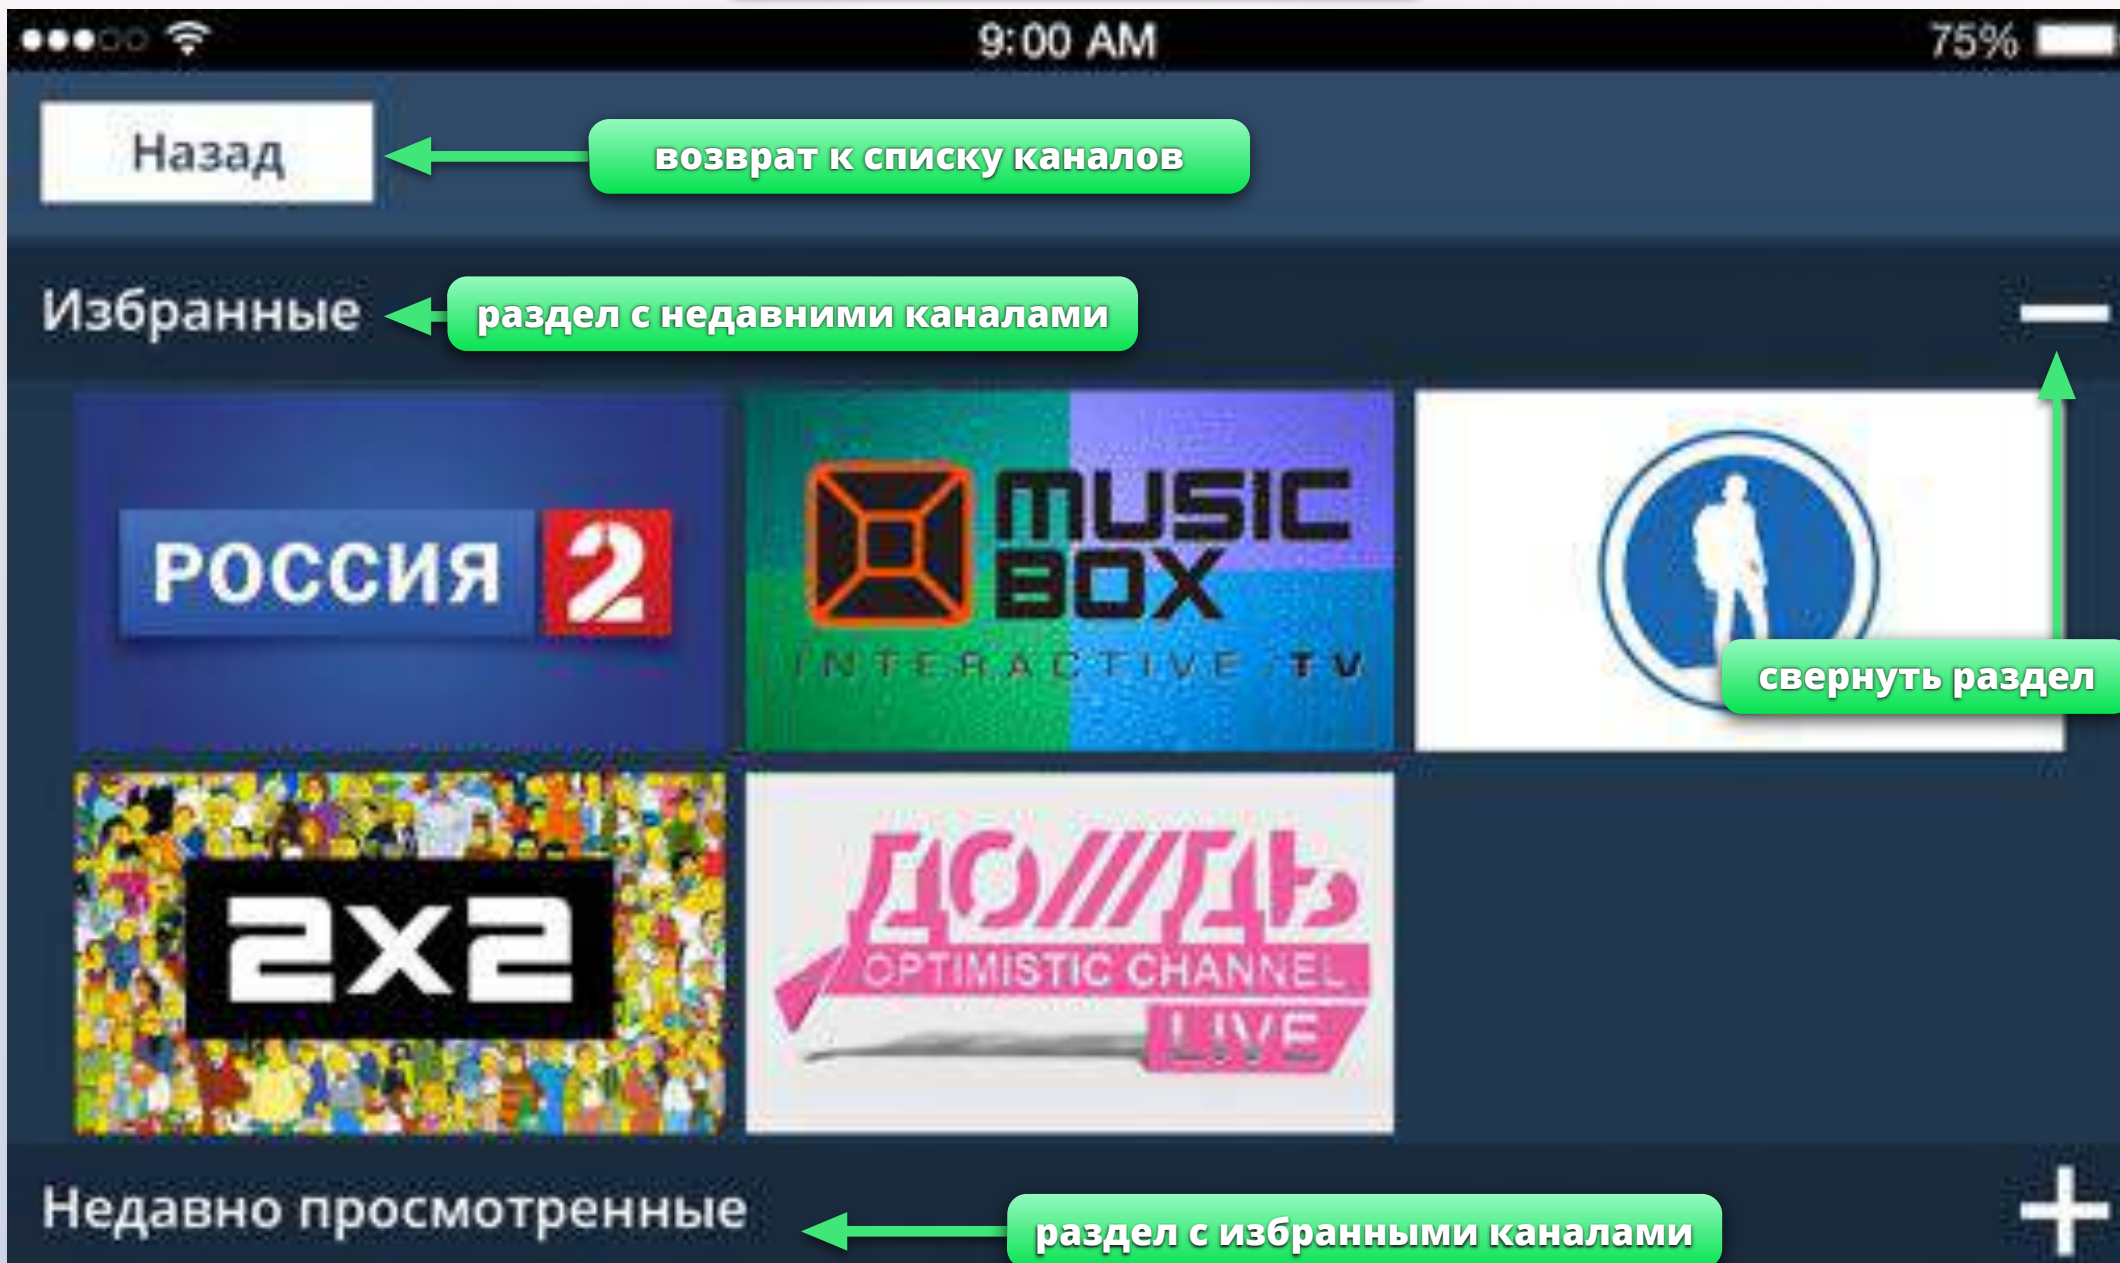 9:00 AM
75%
Назад
возврат к списку каналов
Избранные
раздел с недавними каналами
РОССИЯ 2
MUSIC
BOX
INTERACTIVE TV
свернуть раздел
2x2
ДОЖДЬ
OPTIMISTIC CHANNEL
LIVE
Недавно просмотренные
раздел с избранными каналами